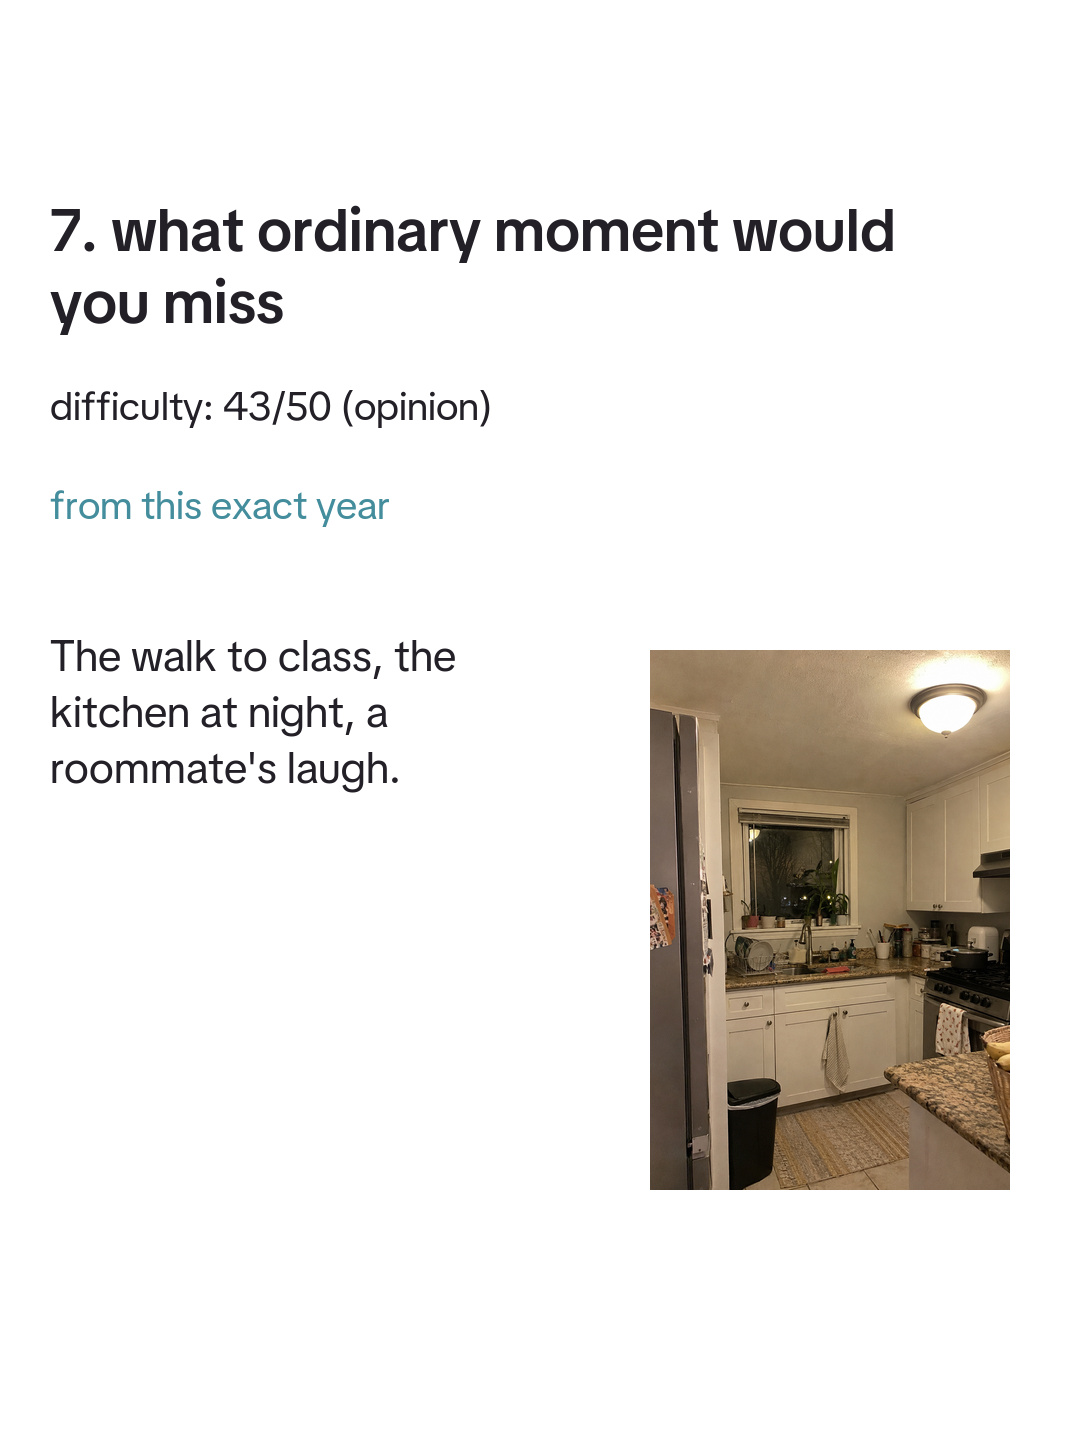 7. what ordinary moment would
you miss
difficulty: 43/50 (opinion)
from this exact year
The walk to class, the
kitchen at night, a
roommate's laugh.